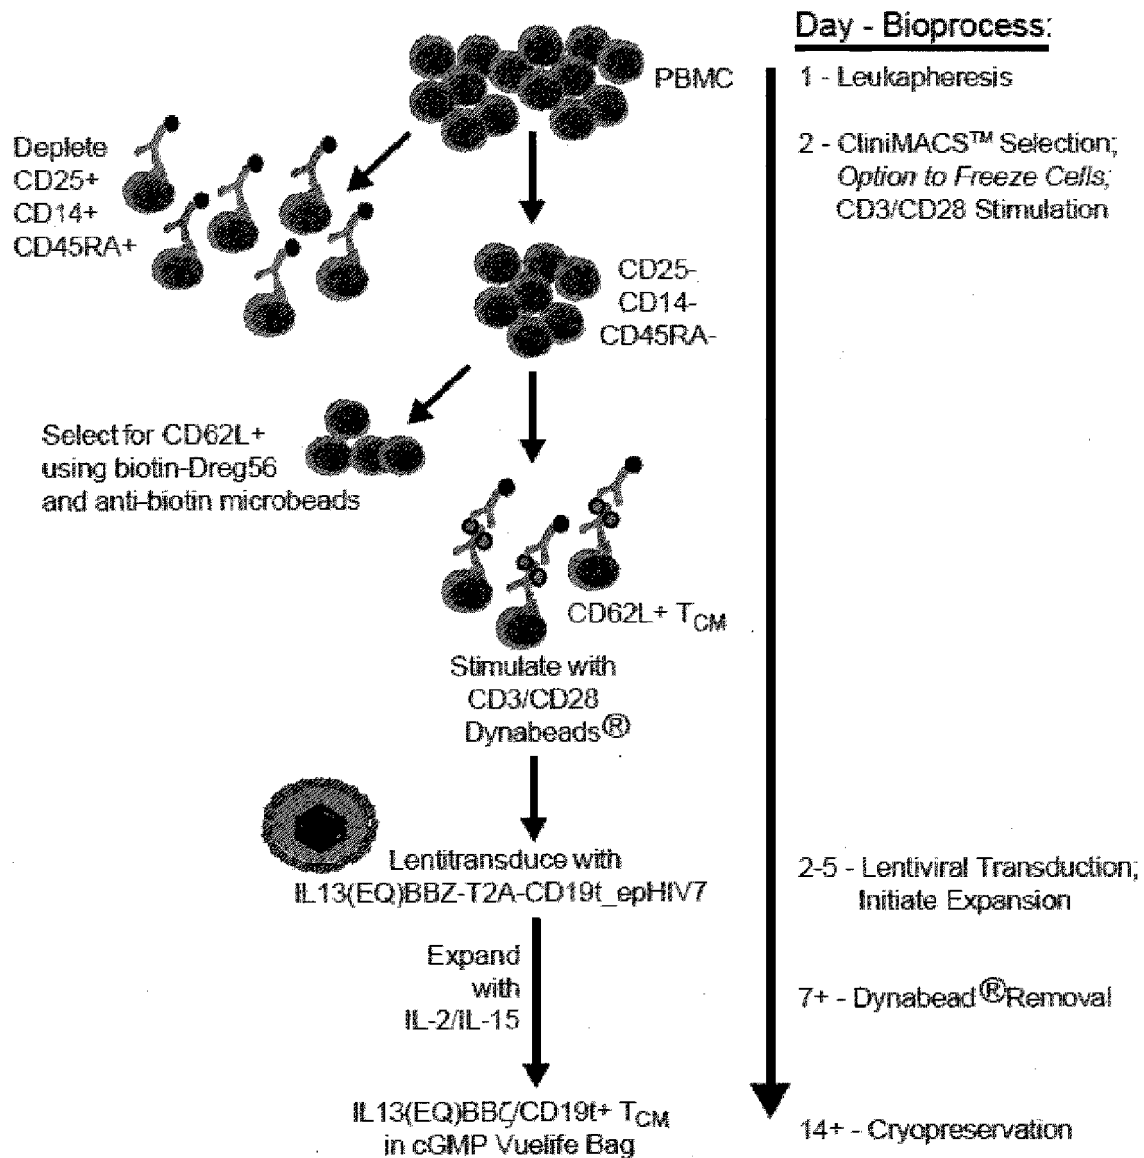 Day - Bioprocess:
PBMC
1 - Leukapheresis
Deplete
CD25+
CD14+
CD45RA+
2 - CliniMACS™ Selection;
Option to Freeze Cells;
CD3/CD28 Stimulation
CD25-
CD14-
CD45RA-
Select for CD62L+
using biotin-Dreg56
and anti-biotin microbeads
CD62L+ TCM
Stimulate with
CD3/CD28
Dynabeads®
Lentitransduce with
IL13(EQ)BBZ-T2A-CD19t_epHIV7
2-5 - Lentiviral Transduction;
Initiate Expansion
Expand
with
IL-2/IL-15
7+ - Dynabead®Removal
IL13(EQ)BBζ/CD19t+ TCM
in cGMP Vuelife Bag
14+ - Cryopreservation